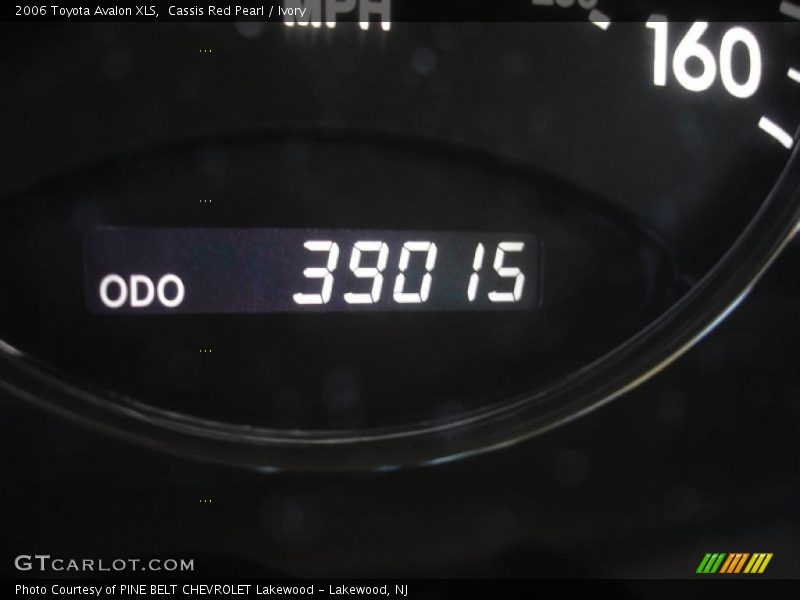 2006 Toyota Avalon XLS,  Cassis Red Pearl / Ivory
MPH
160
...
...
ODO 39015
...
...
GTCARLOT.COM
Photo Courtesy of PINE BELT CHEVROLET Lakewood - Lakewood, NJ